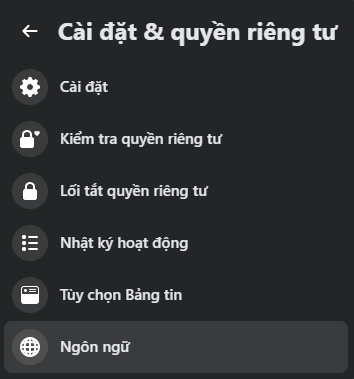 Cài đặt & quyền riêng tư
Cài đặt
Kiểm tra quyền riêng tư
Lối tắt quyền riêng tư
Nhật ký hoạt động
Tùy chọn Bảng tin
Ngôn ngữ